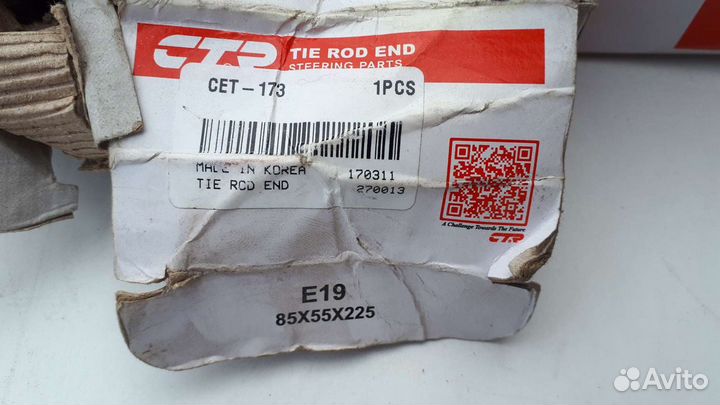 CTR
TIE ROD END
STEERING PARTS
CET-173 1PCS
MADE IN KOREA 170311
TIE ROD END 270013
A Challenge Towards The Future
CTR
E19
85X55X225
Avito